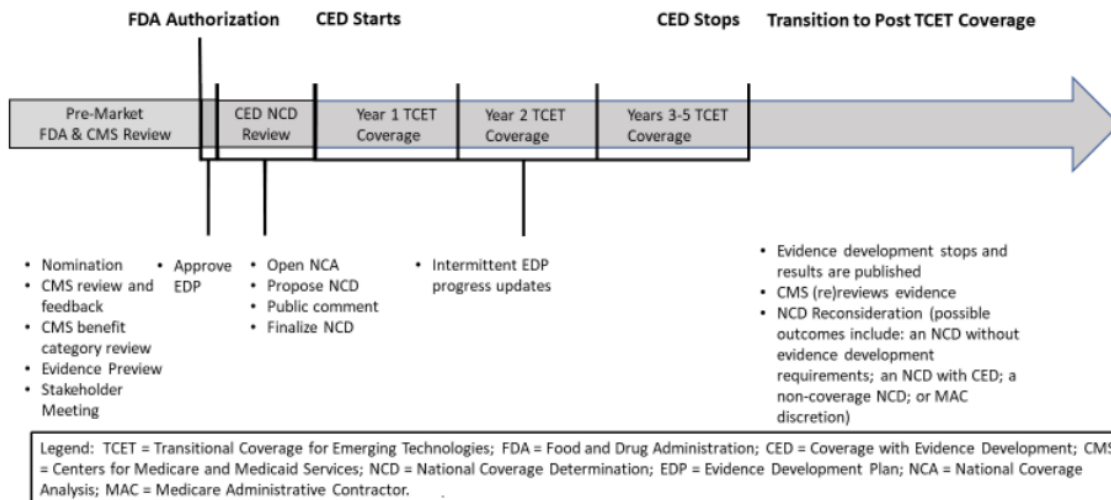 FDA Authorization
CED Starts
CED Stops
Transition to Post TCET Coverage
Pre-Market
FDA & CMS Review
CED NCD
Review
Year 1 TCET
Coverage
Year 2 TCET
Coverage
Years 3-5 TCET
Coverage
• Nomination
• CMS review and
feedback
• CMS benefit
category review
• Evidence Preview
• Stakeholder
Meeting
• Approve
EDP
• Open NCA
• Propose NCD
• Public comment
• Finalize NCD
• Intermittent EDP
progress updates
• Evidence development stops and
results are published
• CMS (re)reviews evidence
• NCD Reconsideration (possible
outcomes include: an NCD without
evidence development
requirements; an NCD with CED; a
non-coverage NCD; or MAC
discretion)
Legend: TCET = Transitional Coverage for Emerging Technologies; FDA = Food and Drug Administration; CED = Coverage with Evidence Development; CMS
= Centers for Medicare and Medicaid Services; NCD = National Coverage Determination; EDP = Evidence Development Plan; NCA = National Coverage
Analysis; MAC = Medicare Administrative Contractor.